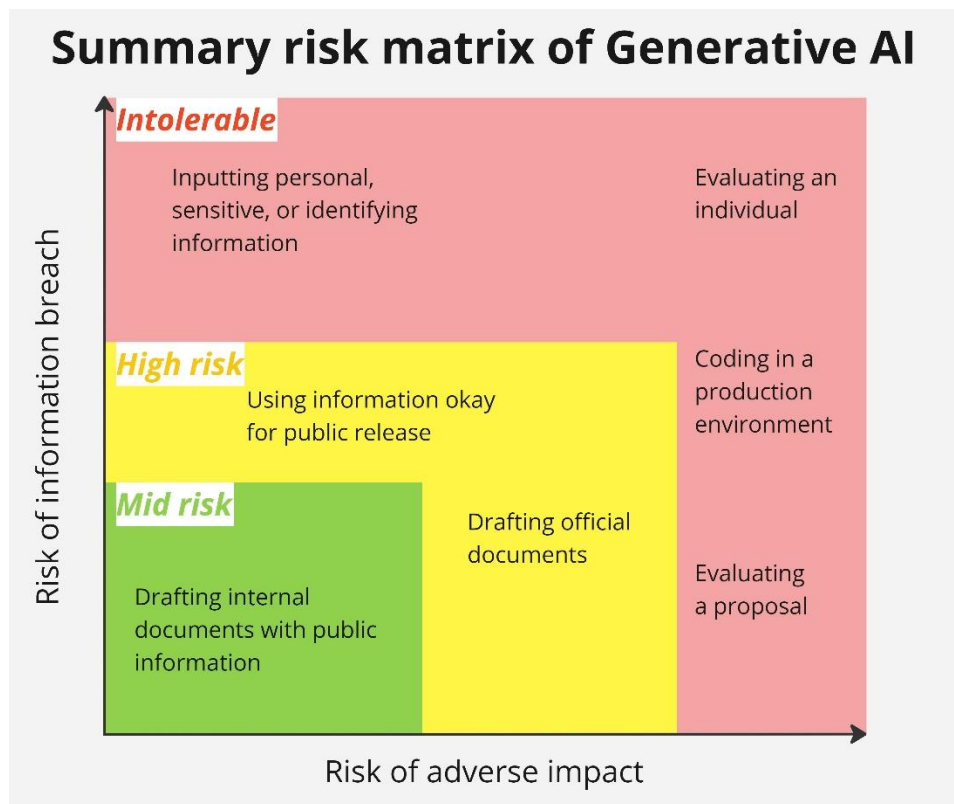 Summary risk matrix of Generative AI
Intolerable
Inputting personal,
sensitive, or identifying
information
Evaluating an
individual
High risk
Using information okay
for public release
Coding in a
production
environment
Mid risk
Drafting internal
documents with public
information
Drafting official
documents
Evaluating
a proposal
Risk of information breach
Risk of adverse impact